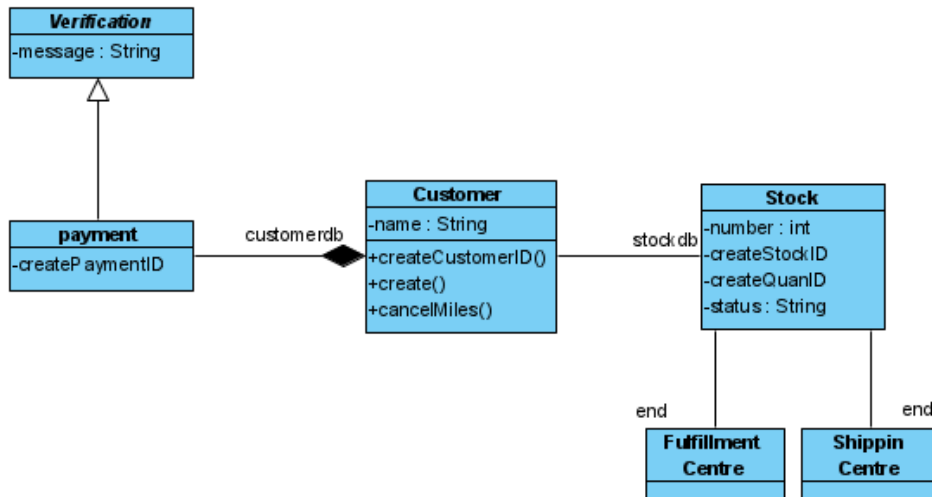 Verification
-message : String
payment
-createPaymentID
customerdb
Customer
-name : String
+createCustomerID()
+create()
+cancelMiles()
stockdb
Stock
-number : int
-createStockID
-createQuanID
-status : String
end
Fulfillment
Centre
end
Shippin
Centre